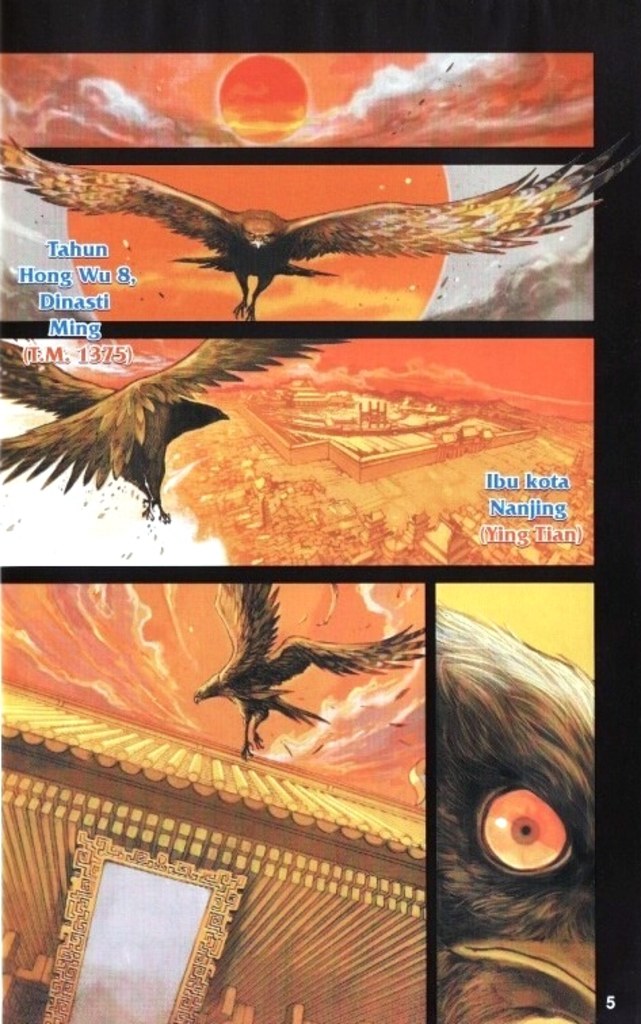 Tahun
Hong Wu 8,
Dinasti
Ming
(T.M. 1375)
Ibu kota
Nanjing
(Ying Tian)
5